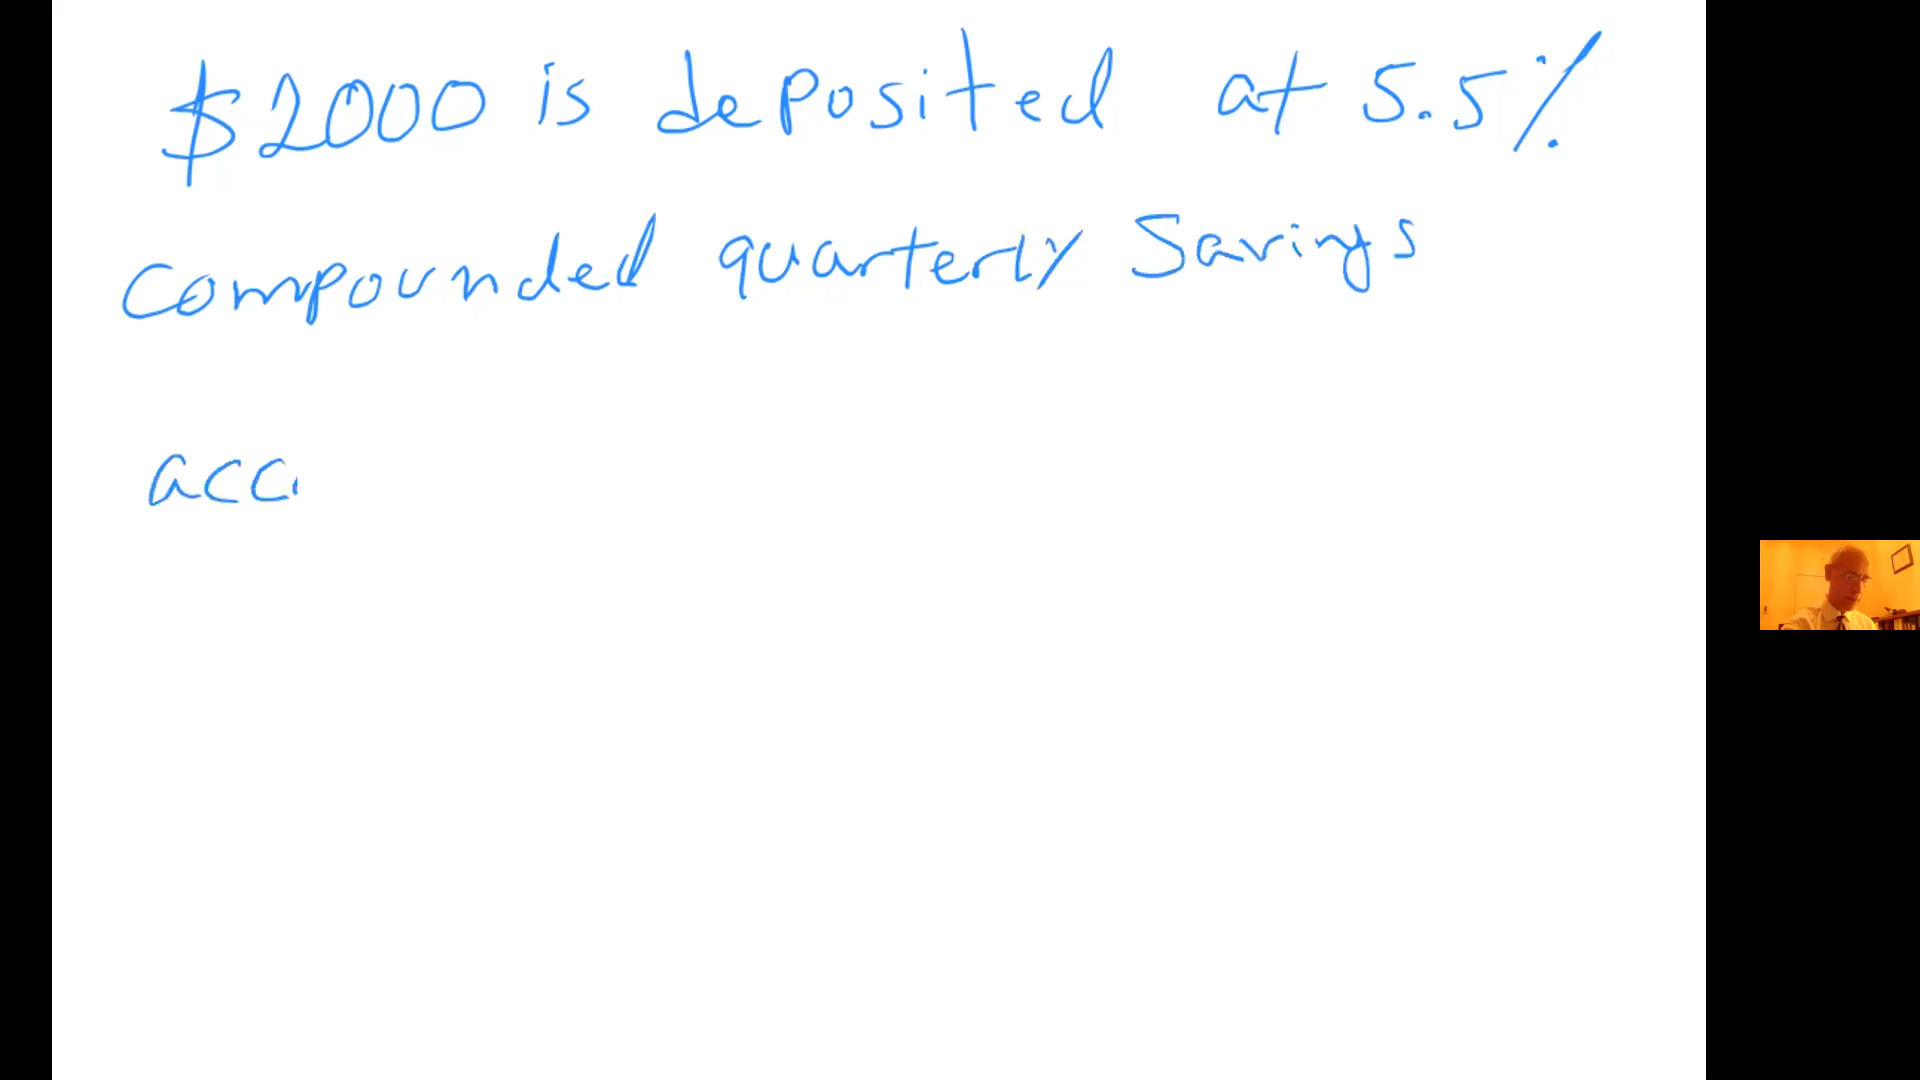 $2000 is deposited at 5.5%
compounded quarterly Savings
acc